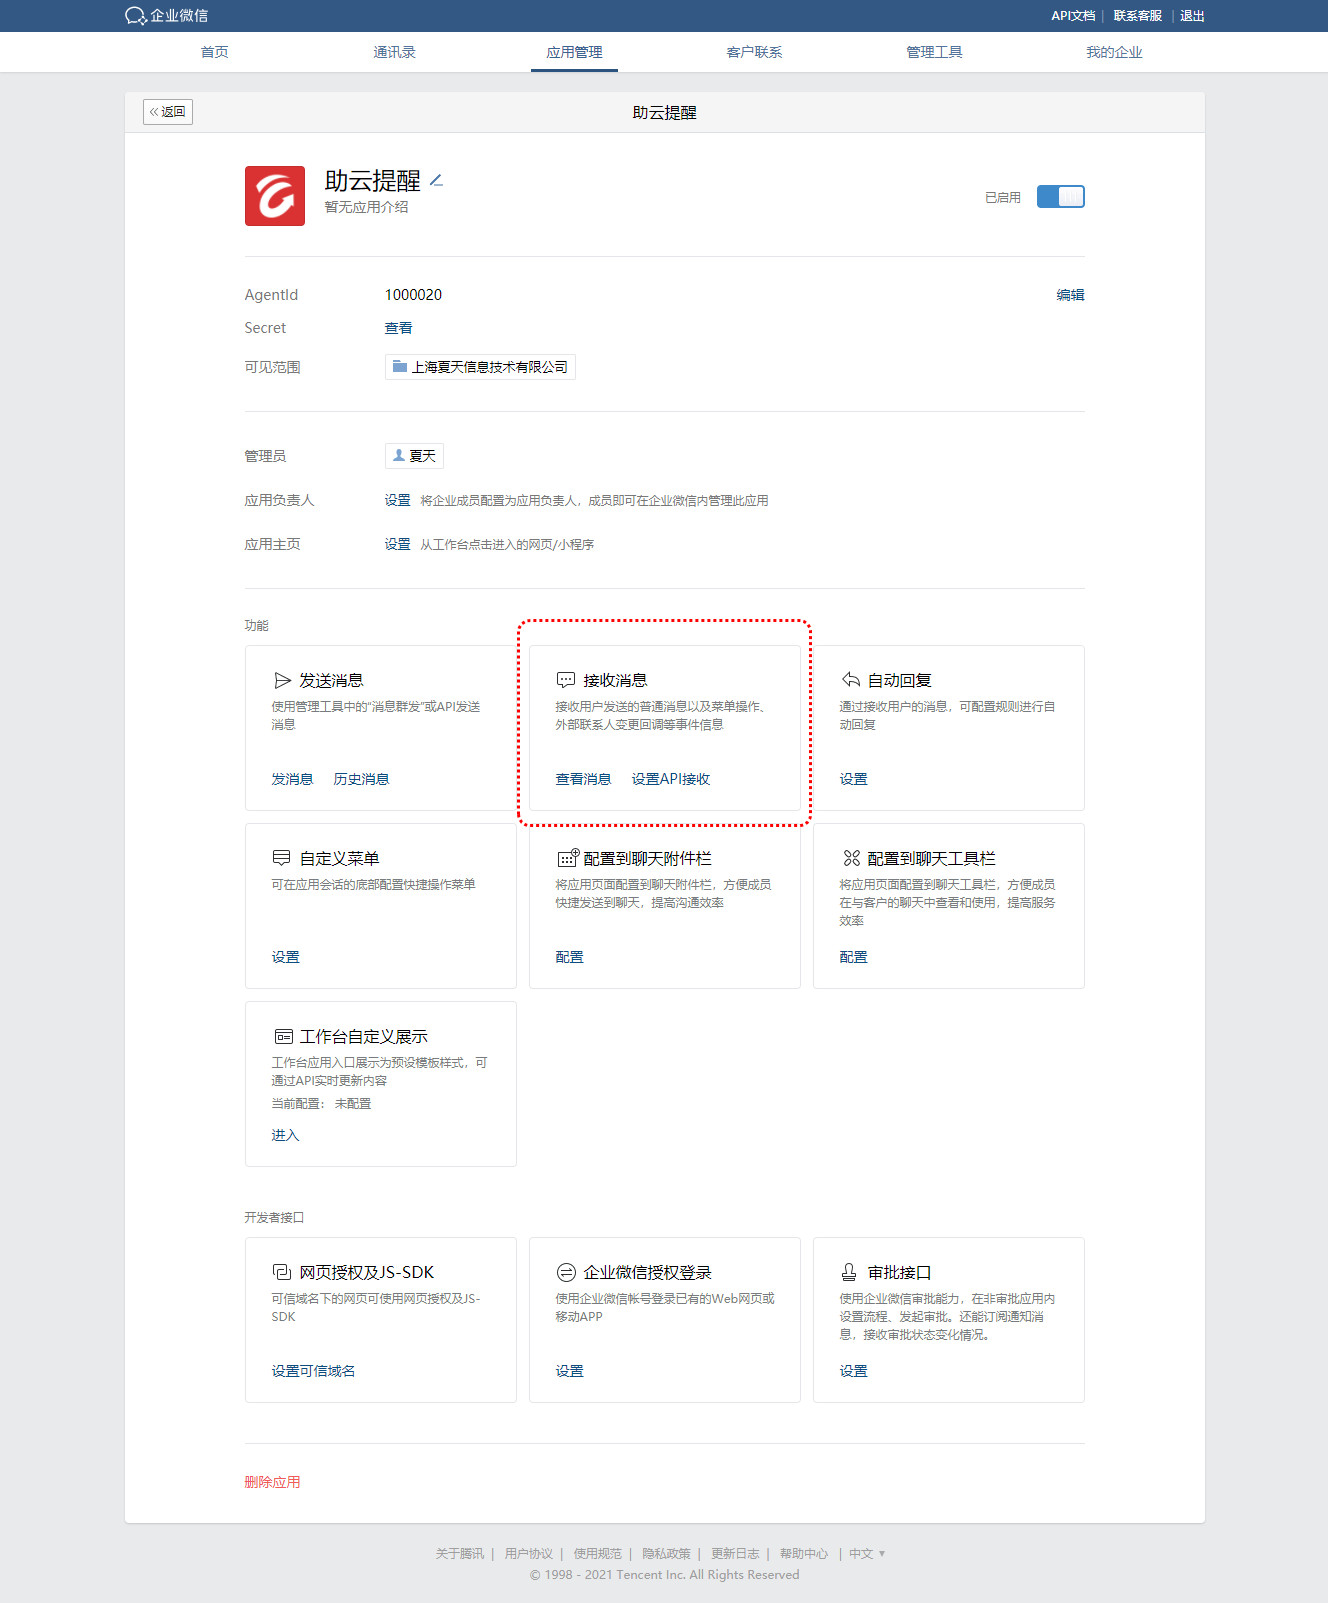 企业微信
API文档 | 联系客服 | 退出
首页 通讯录 应用管理 客户联系 管理工具 我的企业
« 返回
助云提醒
助云提醒
暂无应用介绍
已启用
AgentId 1000020 编辑
Secret 查看
可见范围 上海夏天信息技术有限公司
管理员 夏天
应用负责人 设置 将企业成员配置为应用负责人，成员即可在企业微信内管理此应用
应用主页 设置 从工作台点击进入的网页/小程序
功能
发送消息
使用管理工具中的“消息群发”或API发送
消息
发消息 历史消息
接收消息
接收用户发送的普通消息以及菜单操作、
外部联系人变更回调等事件信息
查看消息 设置API接收
自动回复
通过接收用户的消息，可配置规则进行自
动回复
设置
自定义菜单
可在应用会话的底部配置快捷操作菜单
设置
配置到聊天附件栏
将应用页面配置到聊天附件栏，方便成员
快捷发送到聊天，提高沟通效率
配置
配置到聊天工具栏
将应用页面配置到聊天工具栏，方便成员
在与客户的聊天中查看和使用，提高服务
效率
配置
工作台自定义展示
工作台应用入口展示为预设模板样式，可
通过API实时更新内容
当前配置： 未配置
进入
开发者接口
网页授权及JS-SDK
可信域名下的网页可使用网页授权及JS-
SDK
设置可信域名
企业微信授权登录
使用企业微信帐号登录已有的Web网页或
移动APP
设置
审批接口
使用企业微信审批能力，在非审批应用内
设置流程、发起审批。还能订阅通知消
息，接收审批状态变化情况。
设置
删除应用
关于腾讯 | 用户协议 | 使用规范 | 隐私政策 | 更新日志 | 帮助中心 | 中文 ▼
© 1998 - 2021 Tencent Inc. All Rights Reserved